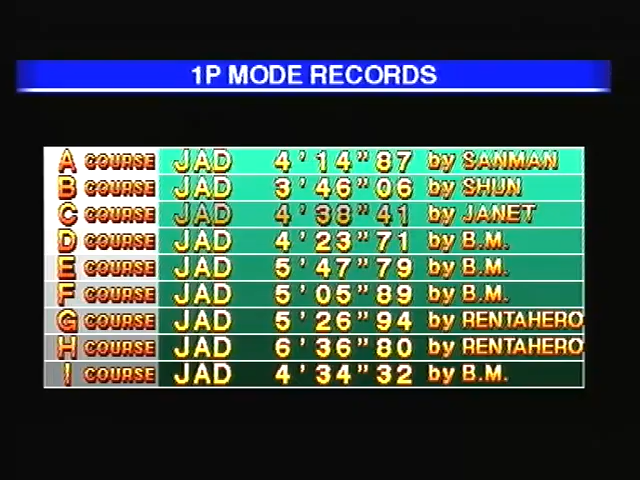 1P MODE RECORDS
A COURSE JAD 4'14"87 by SANMAN
B COURSE JAD 3'46"06 by SHUN
C COURSE JAD 4'38"41 by JANET
D COURSE JAD 4'23"71 by B.M.
E COURSE JAD 5'47"79 by B.M.
F COURSE JAD 5'05"89 by B.M.
G COURSE JAD 5'26"94 by RENTAHERO
H COURSE JAD 6'36"80 by RENTAHERO
I COURSE JAD 4'34"32 by B.M.